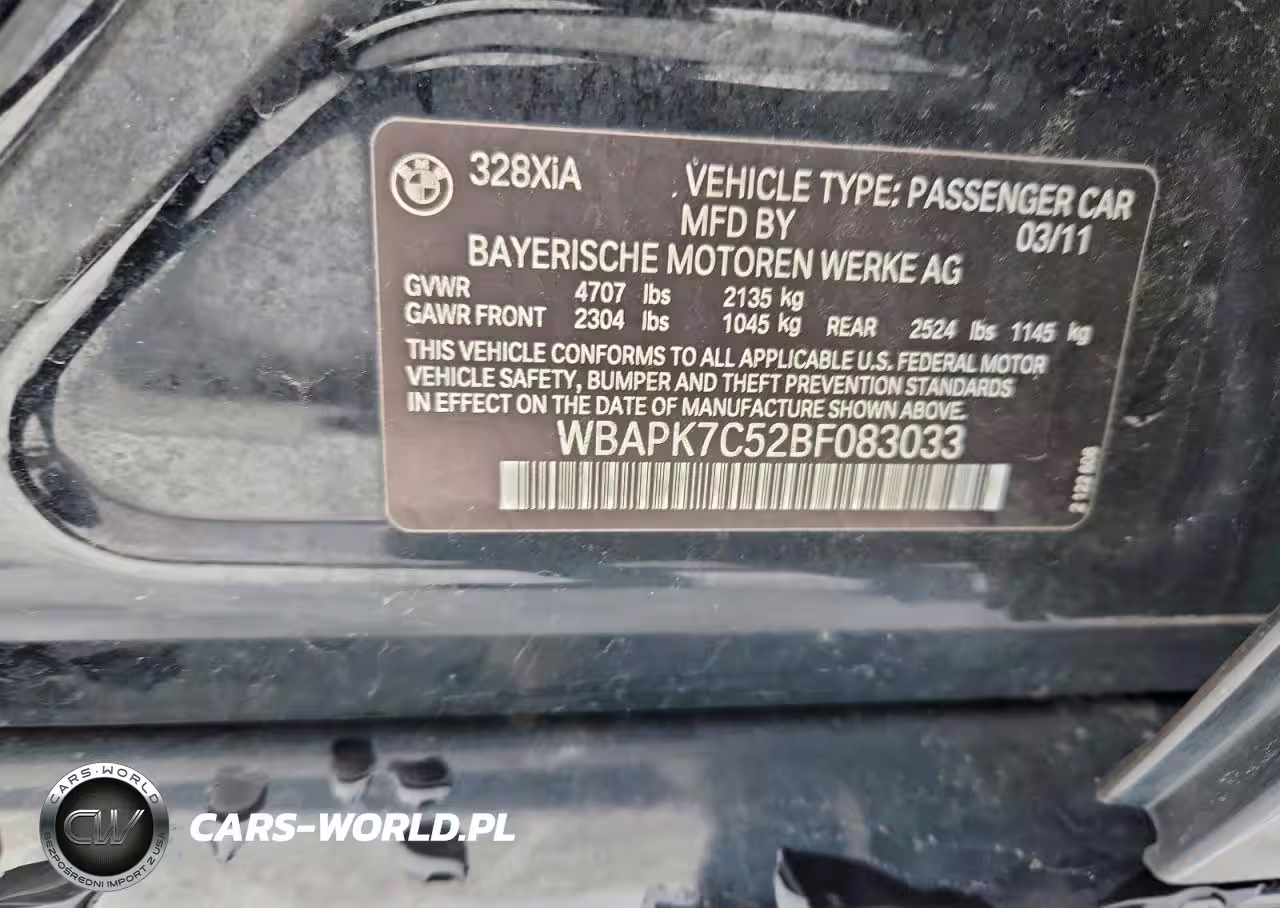 328XiA VEHICLE TYPE: PASSENGER CAR
MFD BY 03/11
BAYERISCHE MOTOREN WERKE AG
GVWR 4707 lbs 2135 kg
GAWR FRONT 2304 lbs 1045 kg REAR 2524 lbs 1145 kg
THIS VEHICLE CONFORMS TO ALL APPLICABLE U.S. FEDERAL MOTOR
VEHICLE SAFETY, BUMPER AND THEFT PREVENTION STANDARDS
IN EFFECT ON THE DATE OF MANUFACTURE SHOWN ABOVE.
WBAPK7C52BF083033
CARS-WORLD
CW
BEZPOŚREDNI IMPORT Z USA
CARS-WORLD.PL